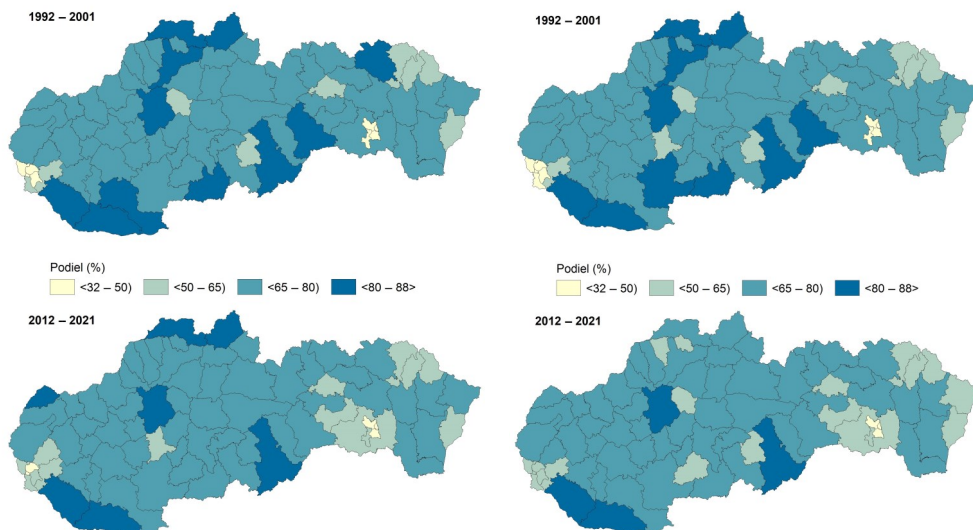 1992 – 2001
1992 – 2001
Podiel (%)
<32 – 50) <50 – 65) <65 – 80) <80 – 88>
Podiel (%)
<32 – 50) <50 – 65) <65 – 80) <80 – 88>
2012 – 2021
2012 – 2021